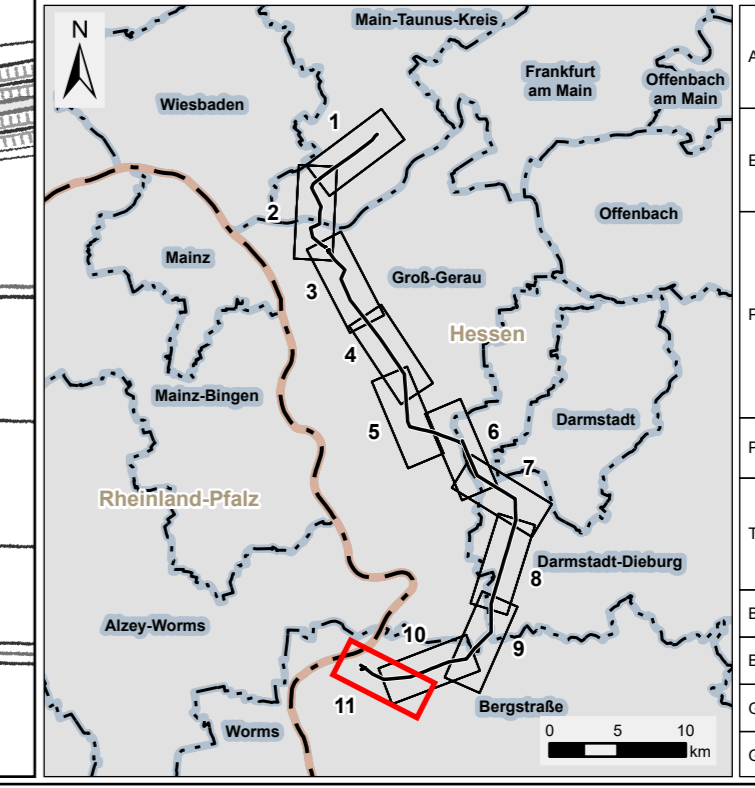 N
Main-Taunus-Kreis
Frankfurt
am Main
Offenbach
am Main
Wiesbaden
1
2
Offenbach
Mainz
3
Groß-Gerau
Hessen
4
Mainz-Bingen
5
6
Darmstadt
7
Rheinland-Pfalz
8
Darmstadt-Dieburg
Alzey-Worms
10
9
11
Bergstraße
Worms
0 5 10
km